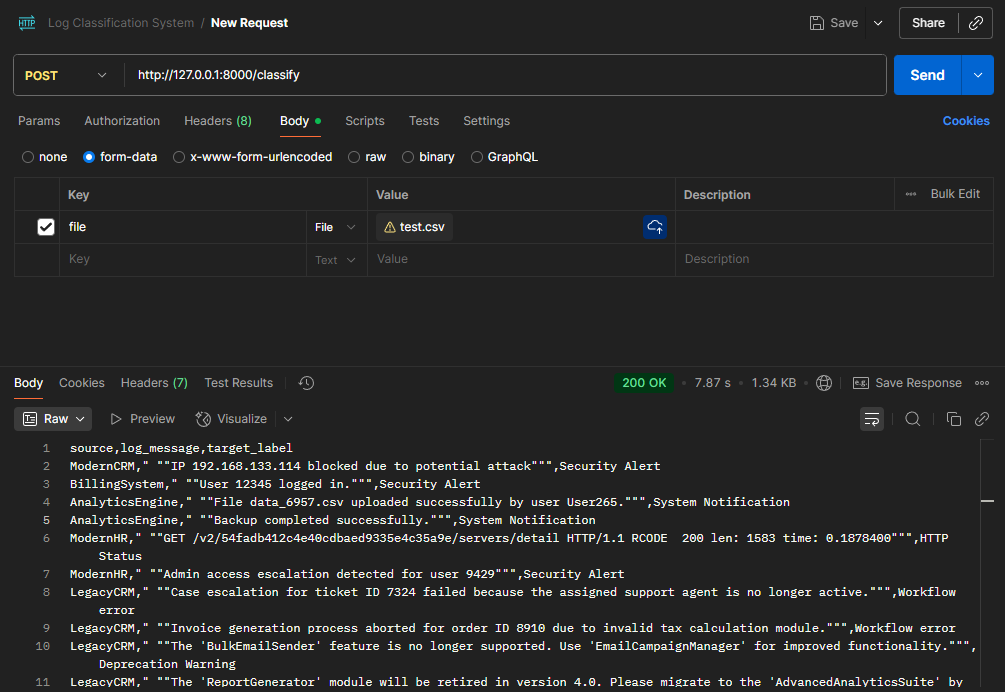 HTTP Log Classification System / New Request Save Share
POST http://127.0.0.1:8000/classify Send
Params Authorization Headers (8) Body Scripts Tests Settings Cookies
none form-data x-www-form-urlencoded raw binary GraphQL
Key Value Description Bulk Edit
file File test.csv
Key Text Value Description
Body Cookies Headers (7) Test Results 200 OK 7.87 s 1.34 KB e.g. Save Response
Raw Preview Visualize
1 source,log_message,target_label
2 ModernCRM," ""IP 192.168.133.114 blocked due to potential attack""",Security Alert
3 BillingSystem," ""User 12345 logged in.""",Security Alert
4 AnalyticsEngine," ""File data_6957.csv uploaded successfully by user User265.""",System Notification
5 AnalyticsEngine," ""Backup completed successfully.""",System Notification
6 ModernHR," ""GET /v2/54fadb412c4e40cdbaed9335e4c35a9e/servers/detail HTTP/1.1 RCODE  200 len: 1583 time: 0.1878400""",HTTP
Status
7 ModernHR," ""Admin access escalation detected for user 9429""",Security Alert
8 LegacyCRM," ""Case escalation for ticket ID 7324 failed because the assigned support agent is no longer active.""",Workflow
error
9 LegacyCRM," ""Invoice generation process aborted for order ID 8910 due to invalid tax calculation module.""",Workflow error
10 LegacyCRM," ""The 'BulkEmailSender' feature is no longer supported. Use 'EmailCampaignManager' for improved functionality.""",
Deprecation Warning
11 LegacyCRM," ""The 'ReportGenerator' module will be retired in version 4.0. Please migrate to the 'AdvancedAnalyticsSuite' by